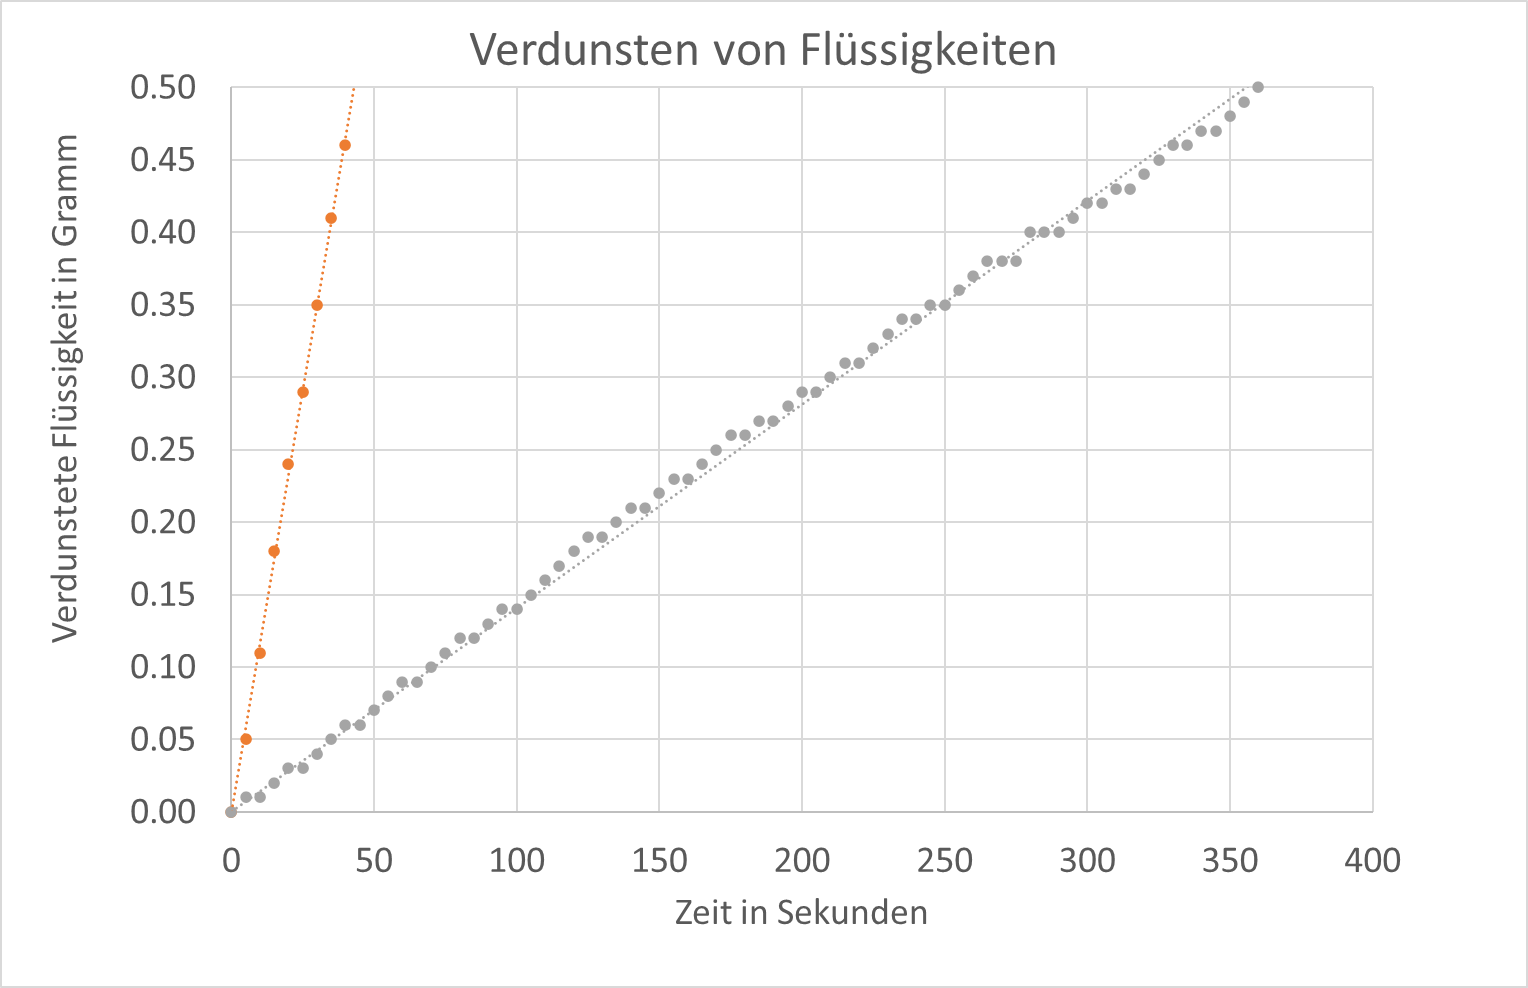 Verdunsten von Flüssigkeiten
Verdunstete Flüssigkeit in Gramm
0.50
0.45
0.40
0.35
0.30
0.25
0.20
0.15
0.10
0.05
0.00
0 50 100 150 200 250 300 350 400
Zeit in Sekunden